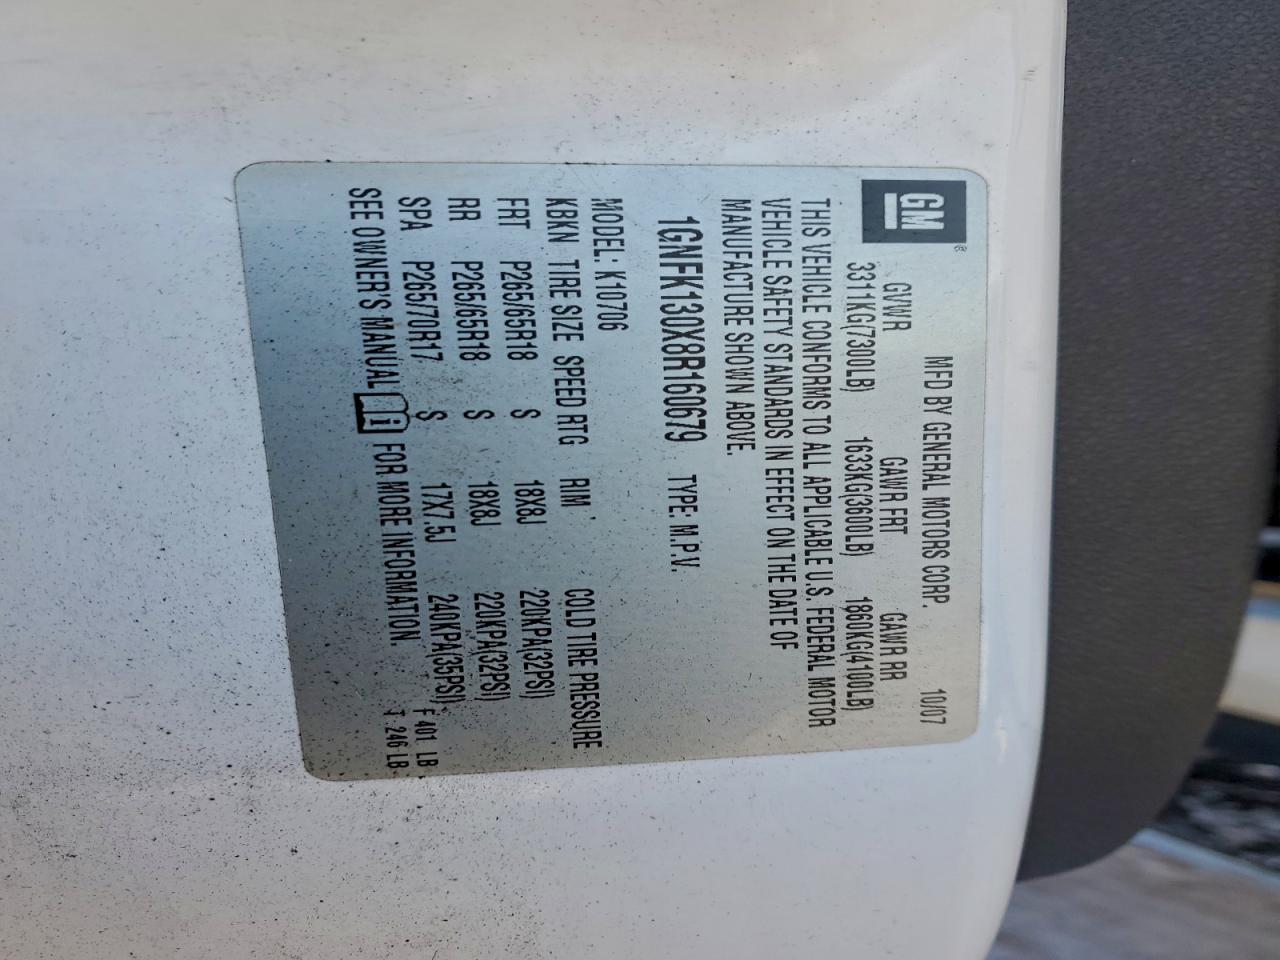 GM®
MFD BY GENERAL MOTORS CORP. 10/07
GVWR GAWR FRT GAWR RR
3311KG(7300LB) 1633KG(3600LB) 1860KG(4100LB)
THIS VEHICLE CONFORMS TO ALL APPLICABLE U.S. FEDERAL MOTOR
VEHICLE SAFETY STANDARDS IN EFFECT ON THE DATE OF
MANUFACTURE SHOWN ABOVE.
1GNFK130X8R160679 TYPE: M.P.V.
MODEL: K10706
KBKN TIRE SIZE SPEED RTG RIM COLD TIRE PRESSURE
FRT P265/65R18 S 18X8J 220KPA(32PSI)
RR P265/65R18 S 18X8J 220KPA(32PSI)
SPA P265/70R17 S 17X7.5J 240KPA(35PSI) F 401 LB
SEE OWNER'S MANUAL i FOR MORE INFORMATION. T 246 LB